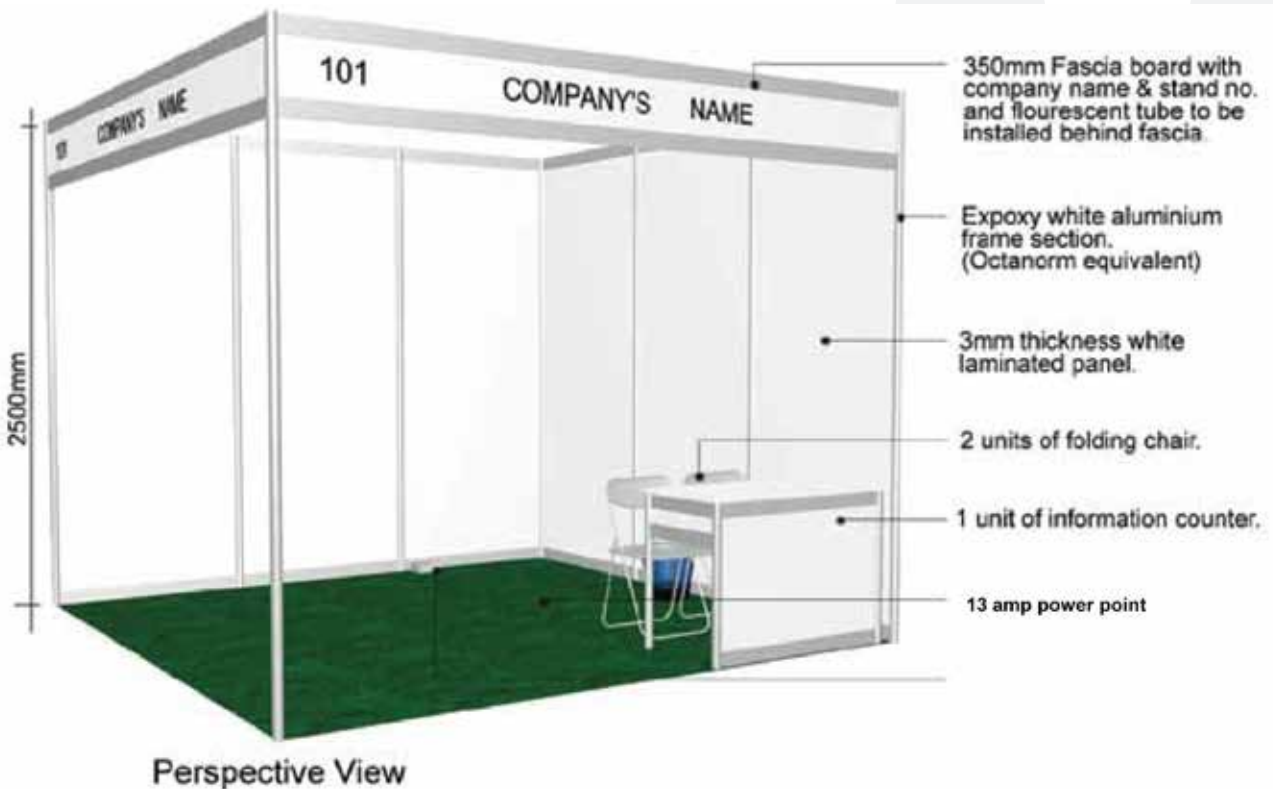 101 COMPANY'S NAME
101 COMPANY'S NAME
350mm Fascia board with
company name & stand no.
and flourescent tube to be
installed behind fascia.
Expoxy white aluminium
frame section.
(Octanorm equivalent)
3mm thickness white
laminated panel.
2 units of folding chair.
1 unit of information counter.
13 amp power point
2500mm
Perspective View